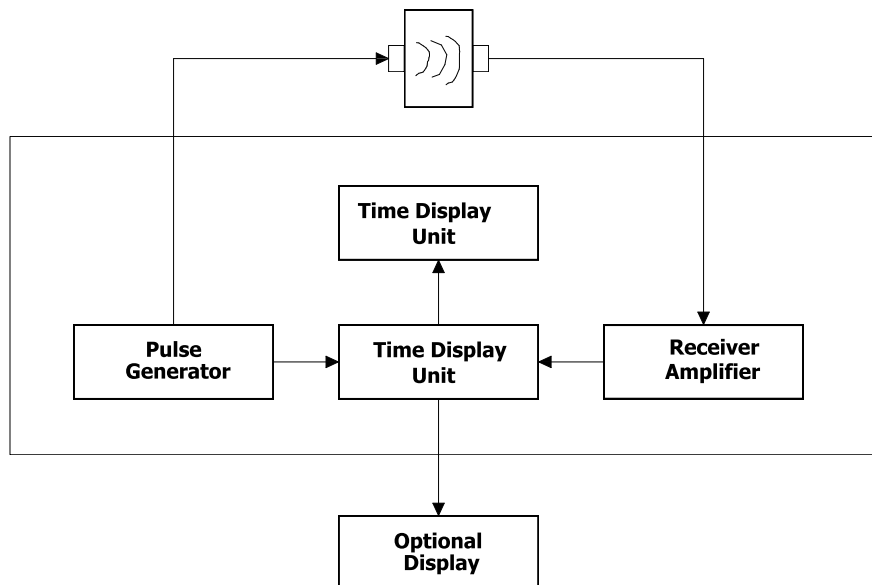 Time Display
Unit
Pulse
Generator
Time Display
Unit
Receiver
Amplifier
Optional
Display